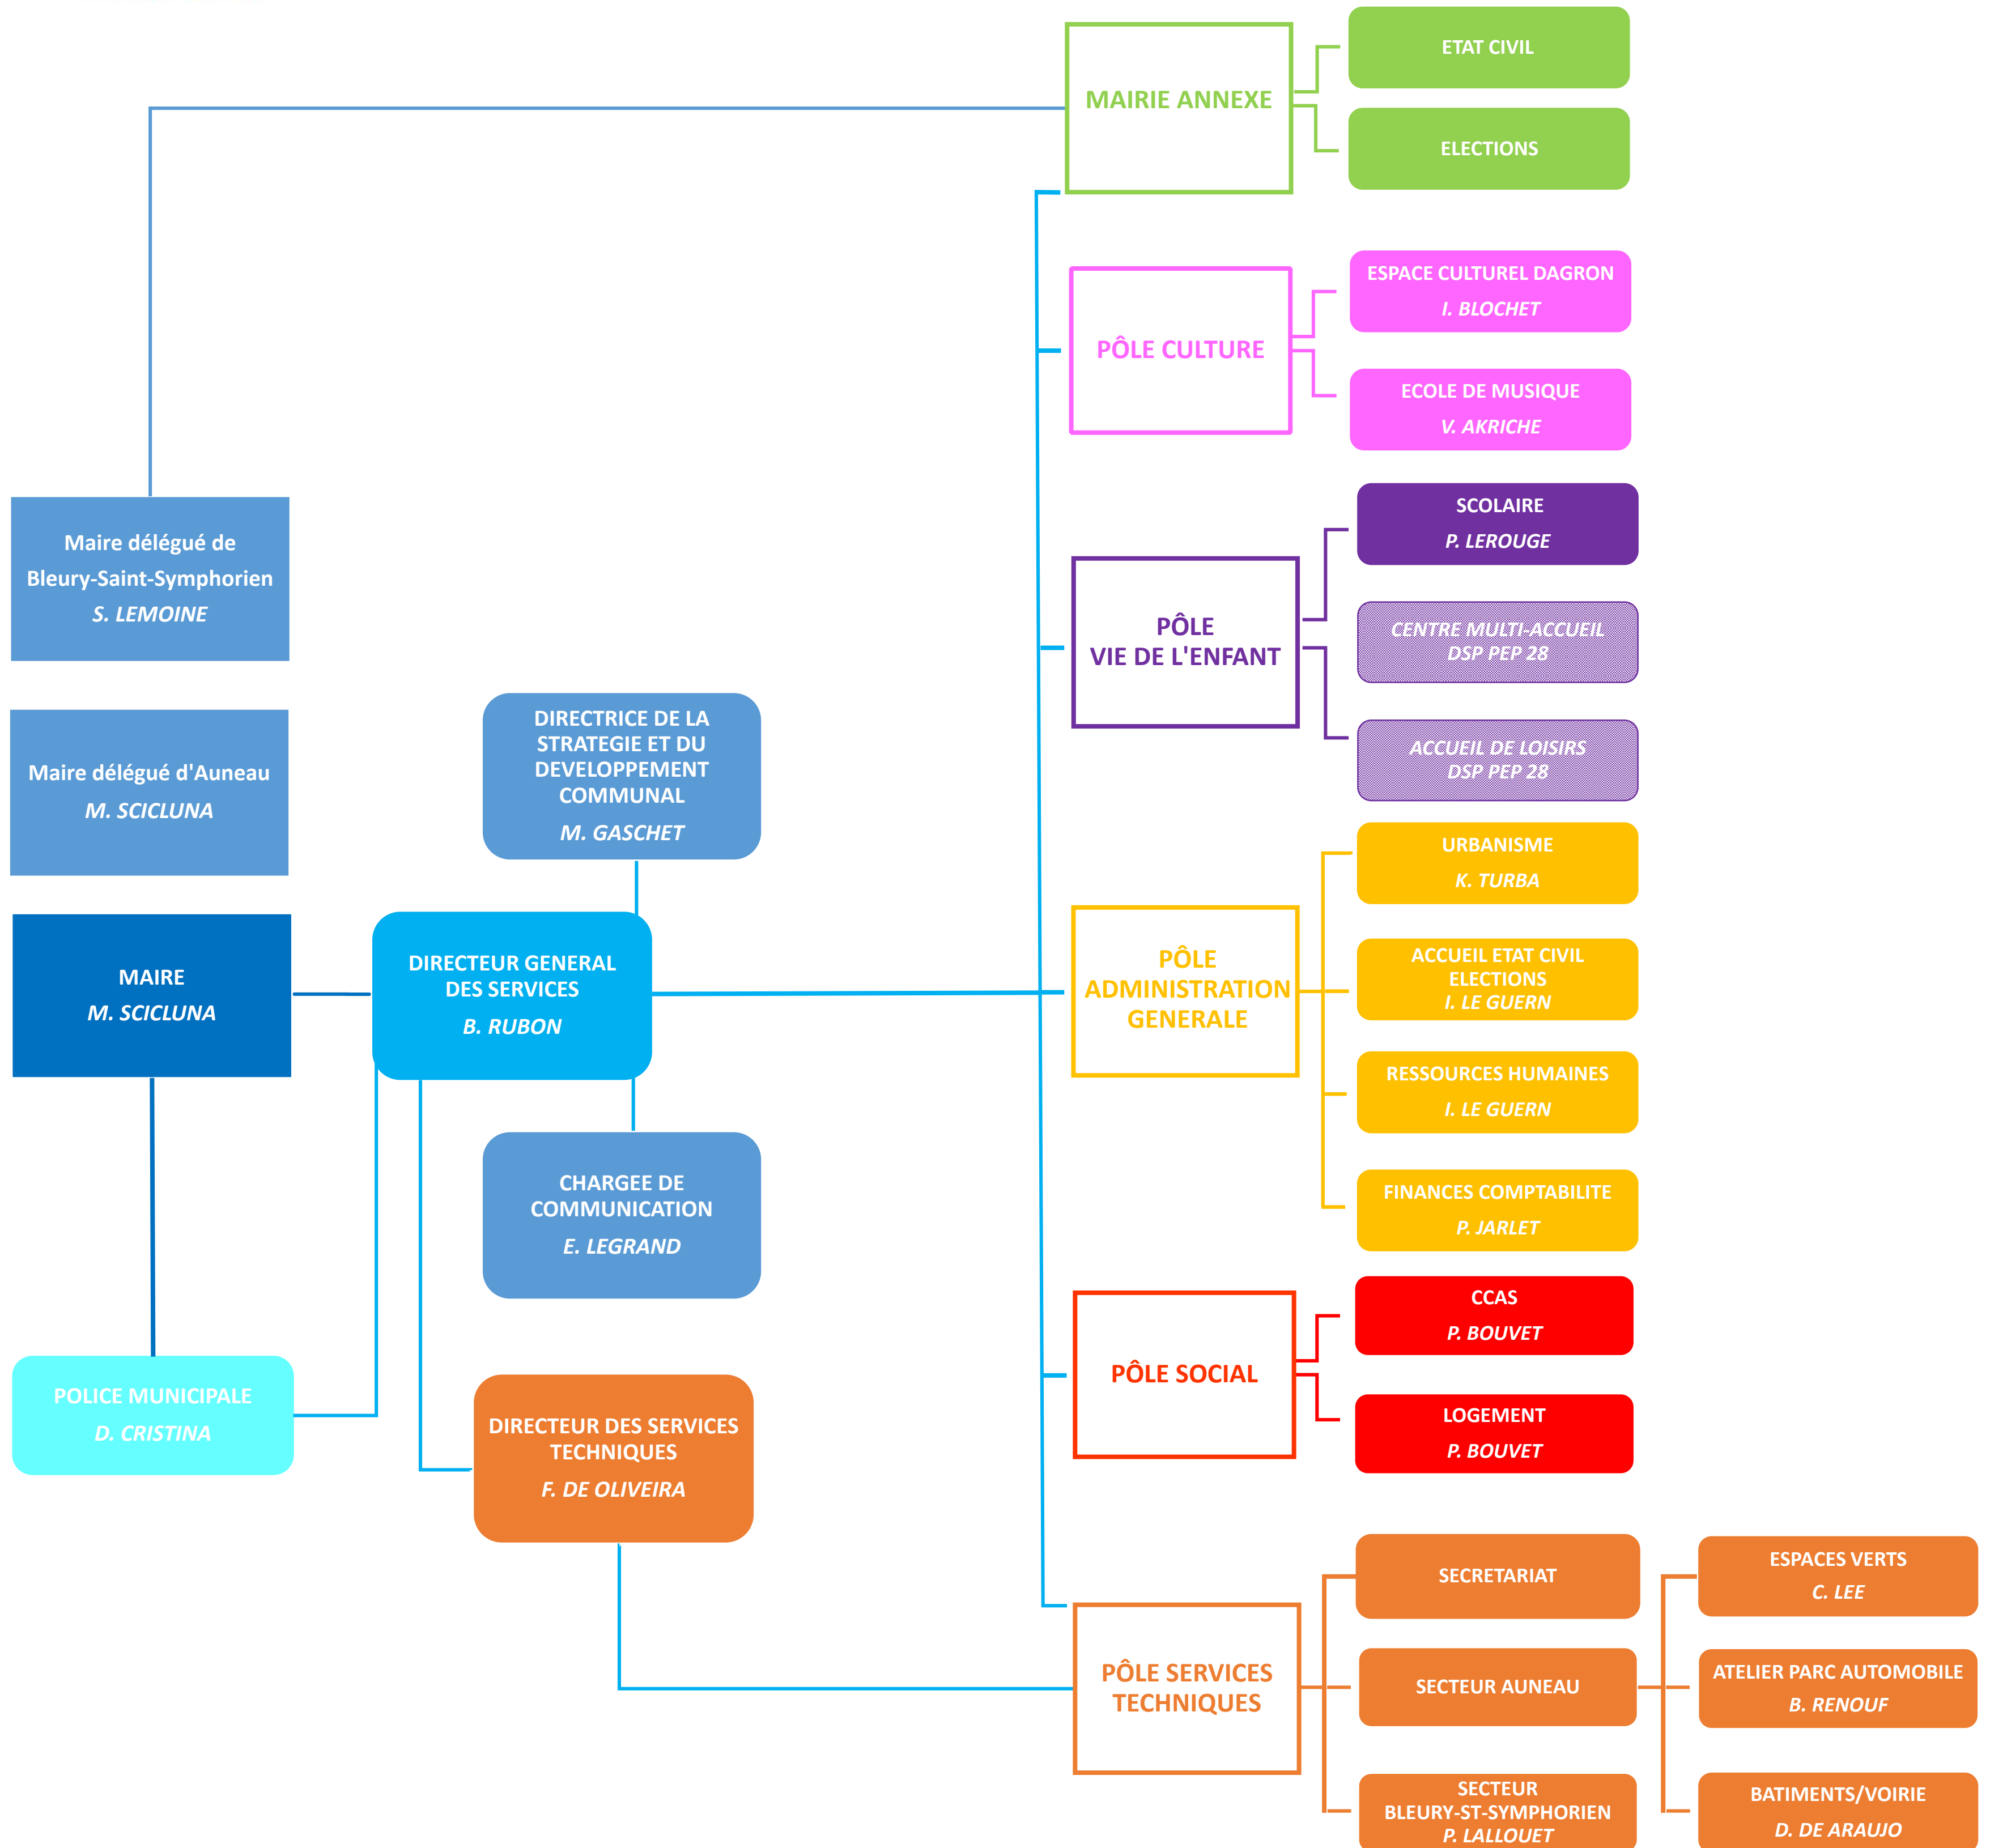 MAIRIE ANNEXE
ETAT CIVIL
ELECTIONS
PÔLE CULTURE
ESPACE CULTUREL DAGRON
I. BLOCHET
ECOLE DE MUSIQUE
V. AKRICHE
Maire délégué de
Bleury-Saint-Symphorien
S. LEMOINE
PÔLE
VIE DE L'ENFANT
SCOLAIRE
P. LEROUGE
CENTRE MULTI-ACCUEIL
DSP PEP 28
ACCUEIL DE LOISIRS
DSP PEP 28
Maire délégué d'Auneau
M. SCICLUNA
DIRECTRICE DE LA
STRATEGIE ET DU
DEVELOPPEMENT
COMMUNAL
M. GASCHET
MAIRE
M. SCICLUNA
DIRECTEUR GENERAL
DES SERVICES
B. RUBON
PÔLE
ADMINISTRATION
GENERALE
URBANISME
K. TURBA
ACCUEIL ETAT CIVIL
ELECTIONS
I. LE GUERN
RESSOURCES HUMAINES
I. LE GUERN
FINANCES COMPTABILITE
P. JARLET
CHARGEE DE
COMMUNICATION
E. LEGRAND
POLICE MUNICIPALE
D. CRISTINA
DIRECTEUR DES SERVICES
TECHNIQUES
F. DE OLIVEIRA
PÔLE SOCIAL
CCAS
P. BOUVET
LOGEMENT
P. BOUVET
PÔLE SERVICES
TECHNIQUES
SECRETARIAT
SECTEUR AUNEAU
SECTEUR
BLEURY-ST-SYMPHORIEN
P. LALLOUET
ESPACES VERTS
C. LEE
ATELIER PARC AUTOMOBILE
B. RENOUF
BATIMENTS/VOIRIE
D. DE ARAUJO